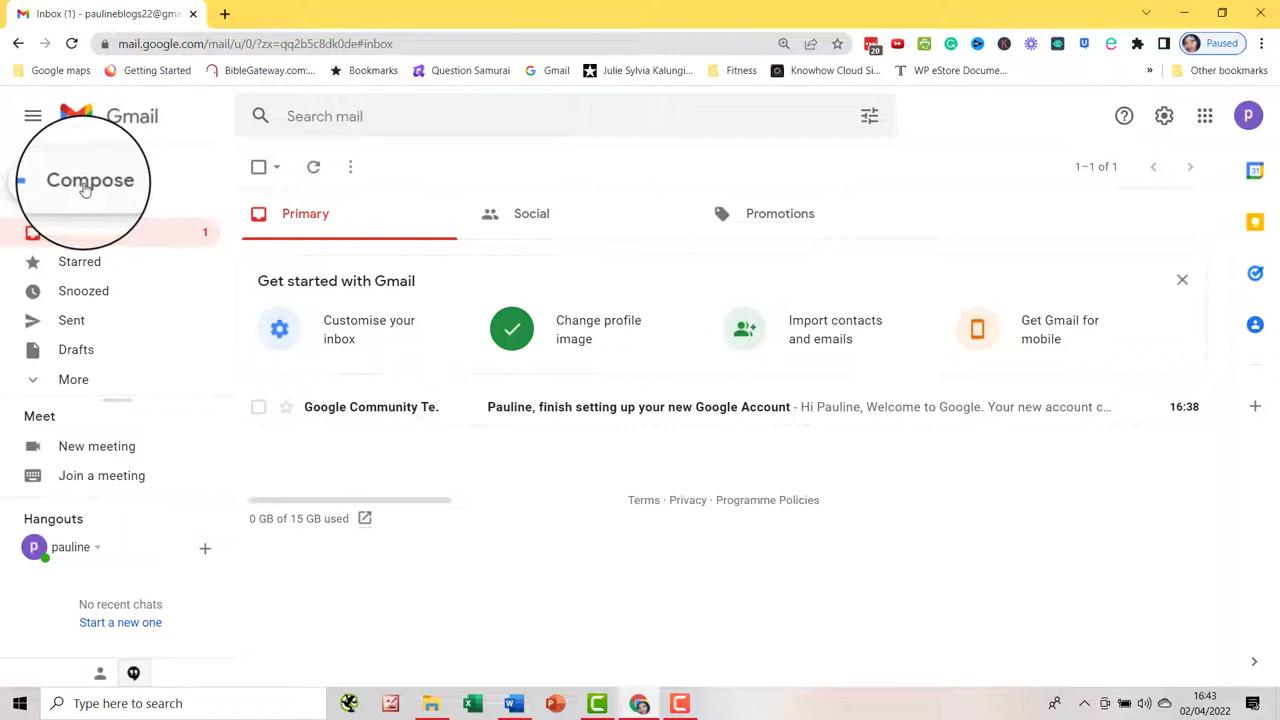 Inbox (1) - paulineblogs22@gma
mail.google.com/mail/u/0/?zx=qq2b5c8dk0de#inbox
20
Paused
Google maps
Getting Started
BibleGateway.com:...
Bookmarks
Question Samurai
Gmail
Julie Sylvia Kalungi...
Fitness
Knowhow Cloud Si...
WP eStore Docume...
»
Other bookmarks
Gmail
Search mail
p
Compose
1–1 of 1
31
Primary
Social
Promotions
1
Starred
Snoozed
Sent
Drafts
More
Get started with Gmail
Customise your
inbox
Change profile
image
Import contacts
and emails
Get Gmail for
mobile
Google Community Te.
Pauline, finish setting up your new Google Account - Hi Pauline, Welcome to Google. Your new account c...
16:38
Meet
New meeting
Join a meeting
Terms · Privacy · Programme Policies
0 GB of 15 GB used
Hangouts
p
pauline
No recent chats
Start a new one
Type here to search
16:43
02/04/2022